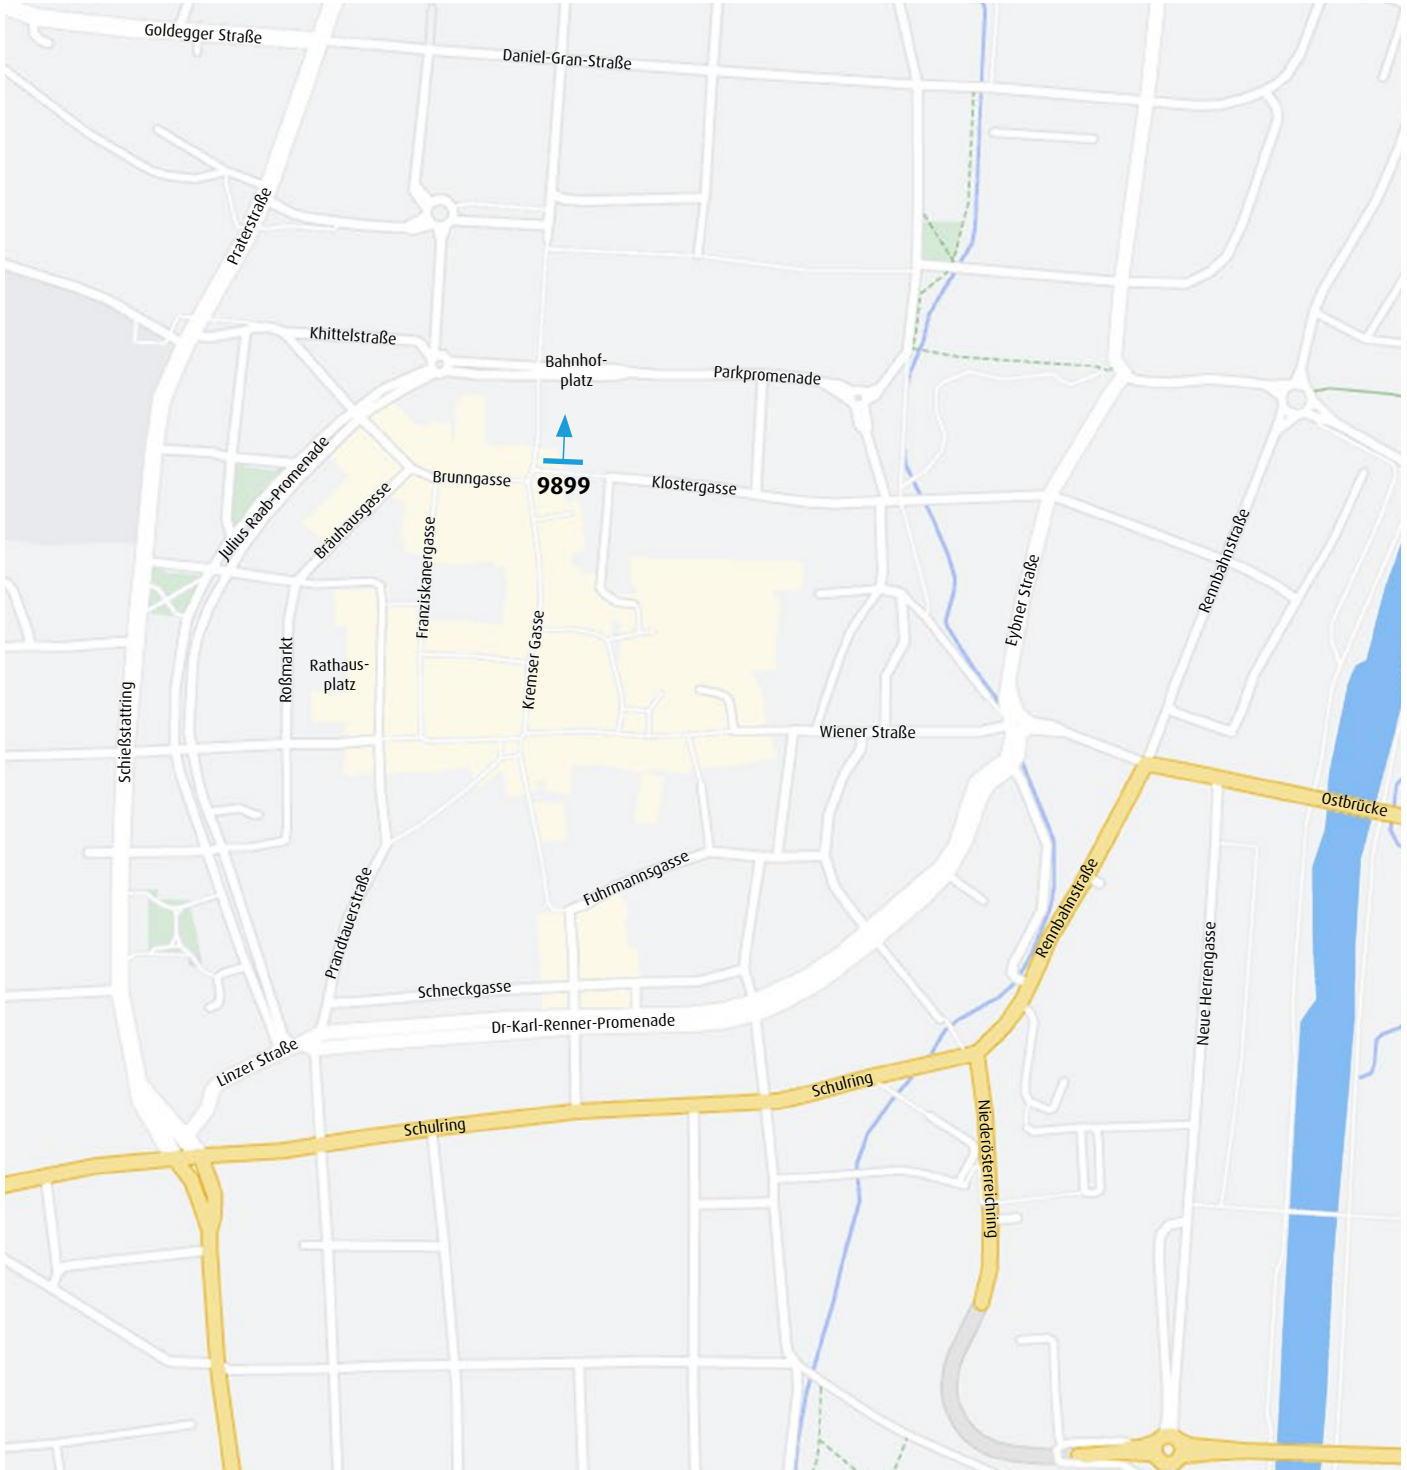 Goldegger Straße
Daniel-Gran-Straße
Praterstraße
Khittelstraße
Bahnhof-
platz
Parkpromenade
Julius Raab-Promenade
Brunngasse
9899
Klostergasse
Bräuhausgasse
Franziskanergasse
Rennbahnstraße
Eybner Straße
Kremser Gasse
Roßmarkt
Rathaus-
platz
Schießstattring
Wiener Straße
Ostbrücke
Fuhrmannsgasse
Prandtauerstraße
Rennbahnstraße
Neue Herrengasse
Schneckgasse
Dr-Karl-Renner-Promenade
Linzer Straße
Schulring
Schulring
Niederösterreichring